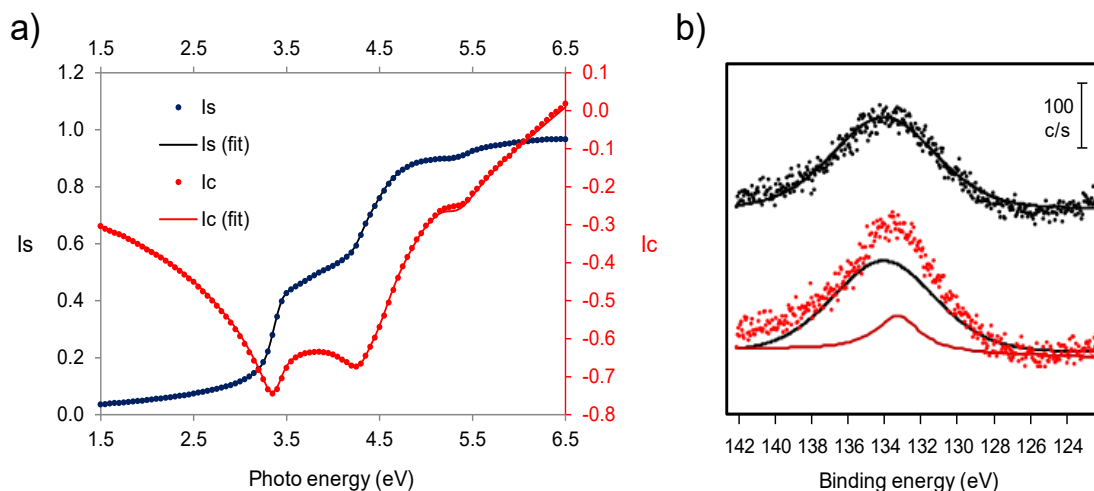 a)
1.5 2.5 3.5 4.5 5.5 6.5
1.2
1.0
0.8
0.6
0.4
0.2
0.0
Is
Is
Is (fit)
Ic
Ic (fit)
0.1
0.0
-0.1
-0.2
-0.3
-0.4
-0.5
-0.6
-0.7
-0.8
Ic
1.5 2.5 3.5 4.5 5.5 6.5
Photo energy (eV)
b)
100
c/s
142 140 136 134 132 130 128 126 124
Binding energy (eV)